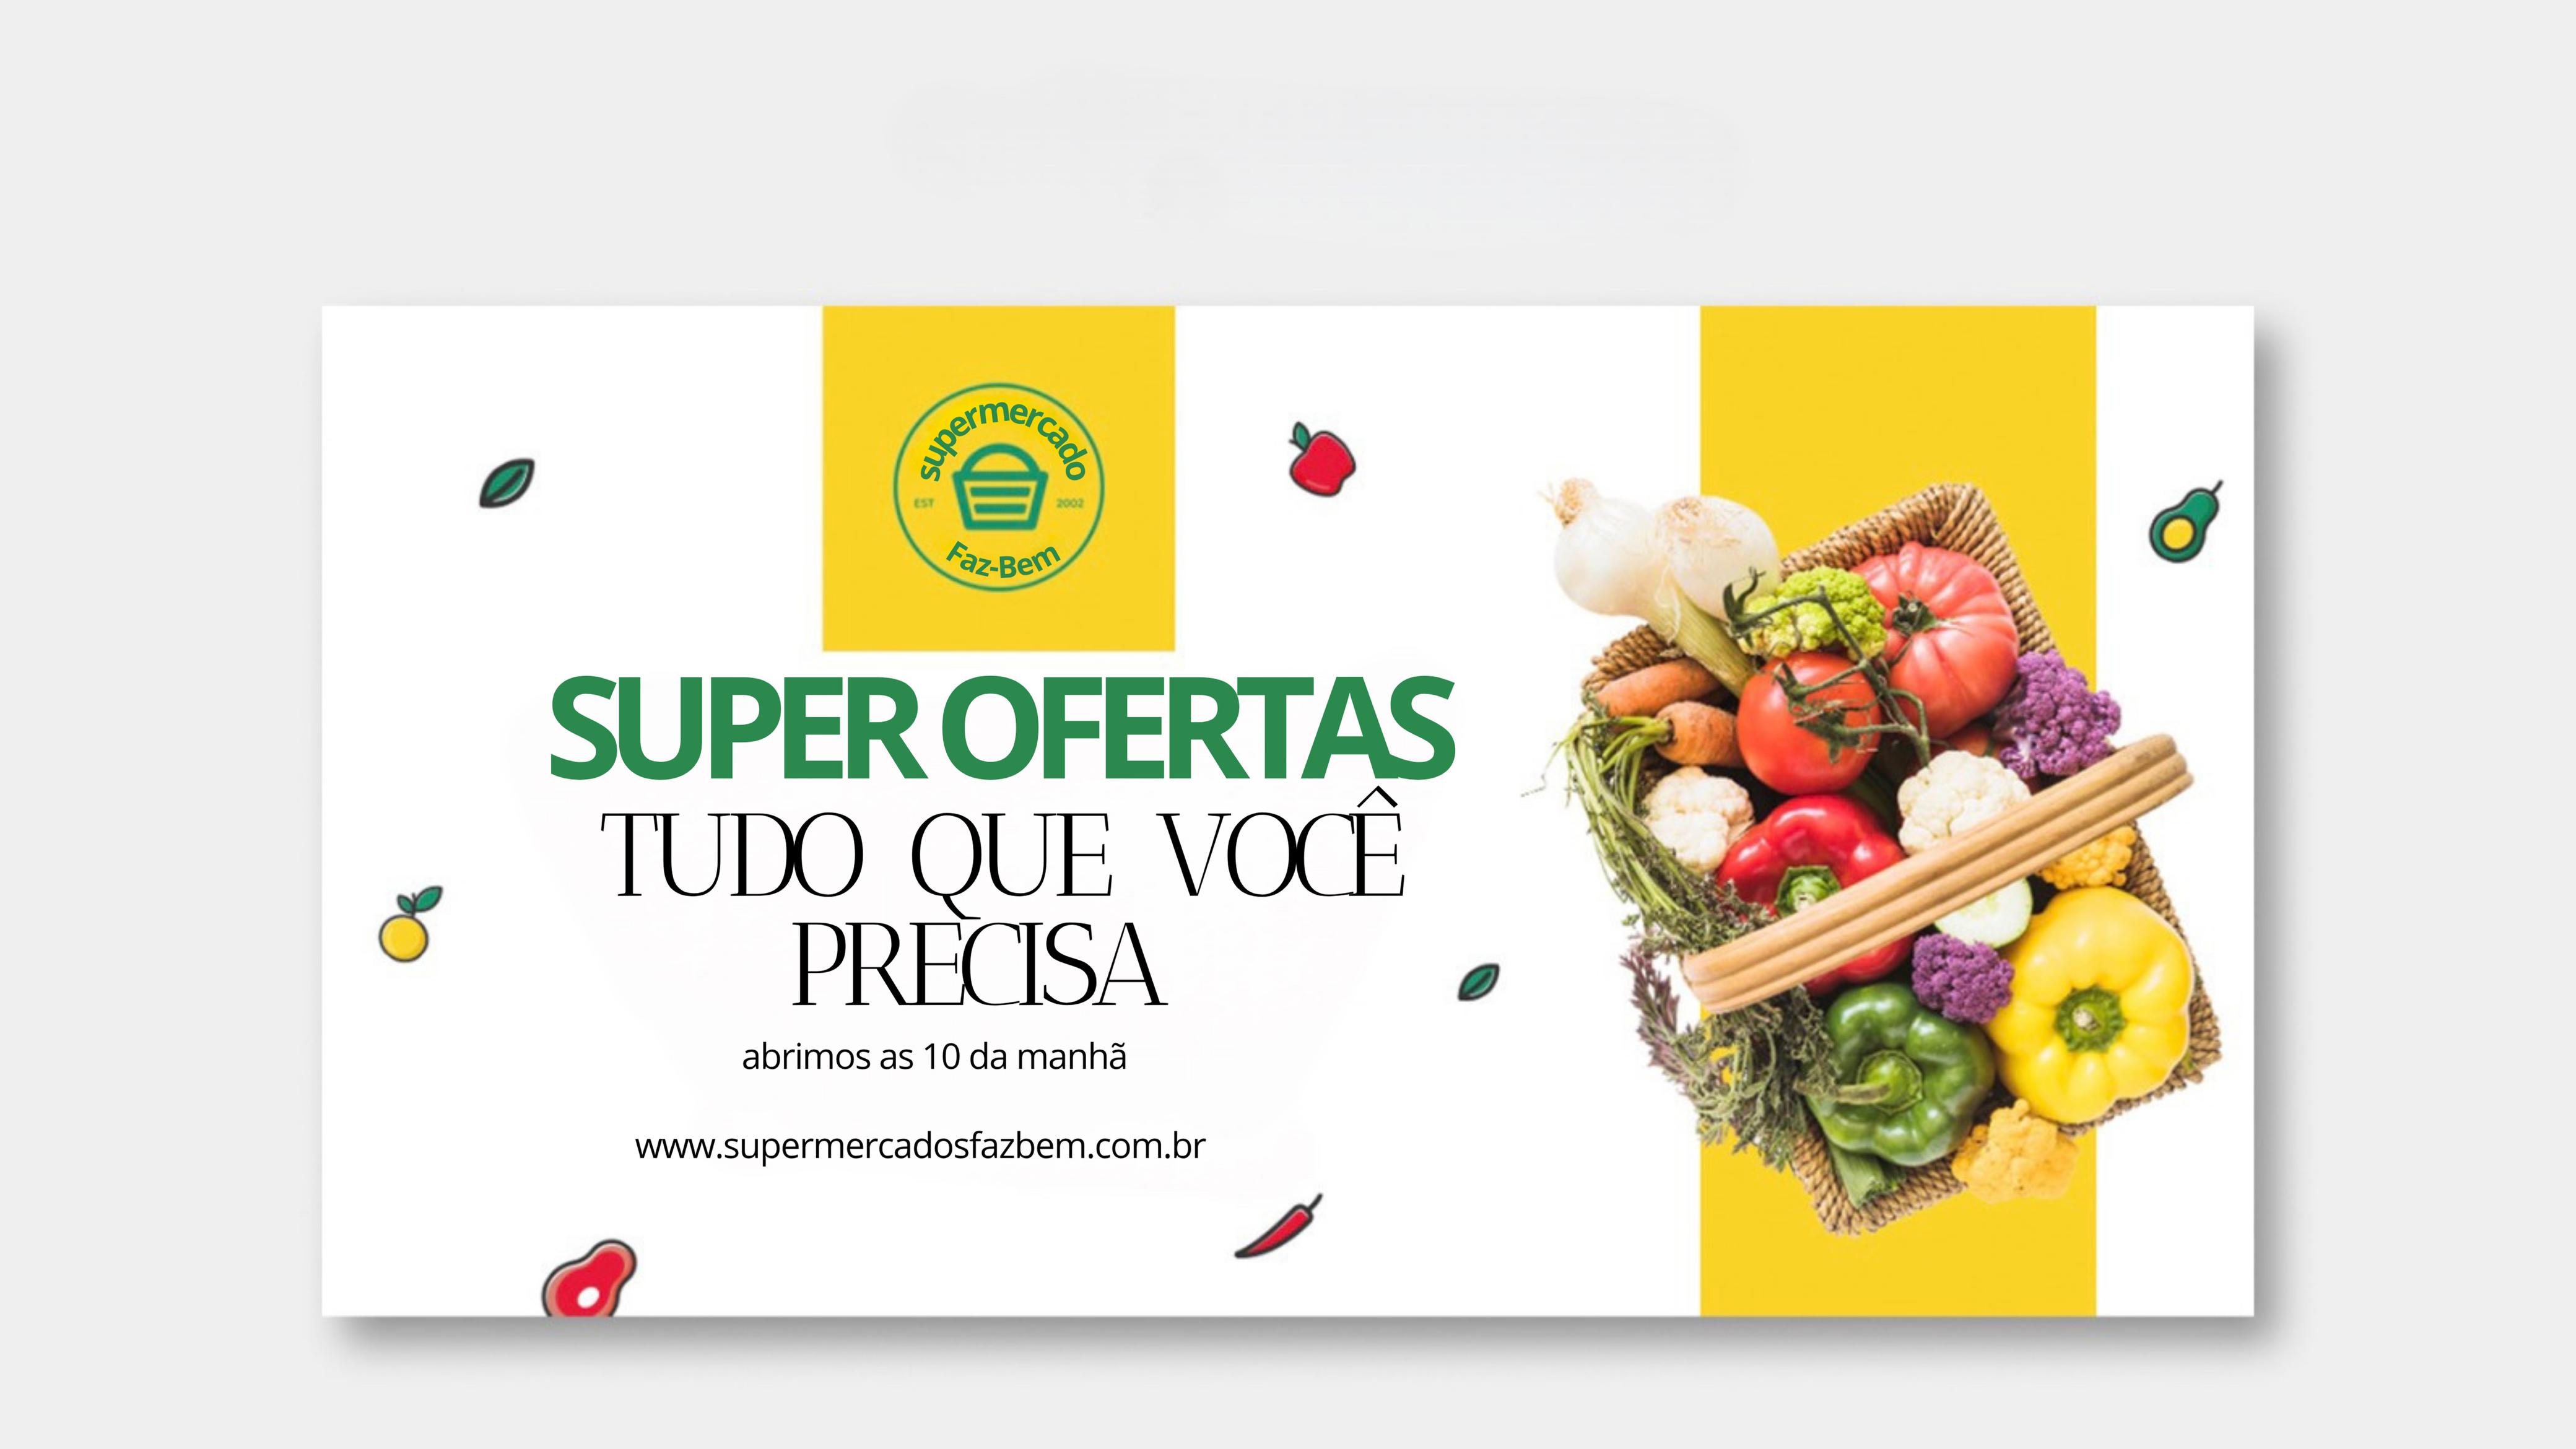 supermercado
EST 2002
Faz-Bem
SUPER OFERTAS
TUDO QUE VOCÊ
PRECISA
abrimos as 10 da manhã
www.supermercadosfazbem.com.br